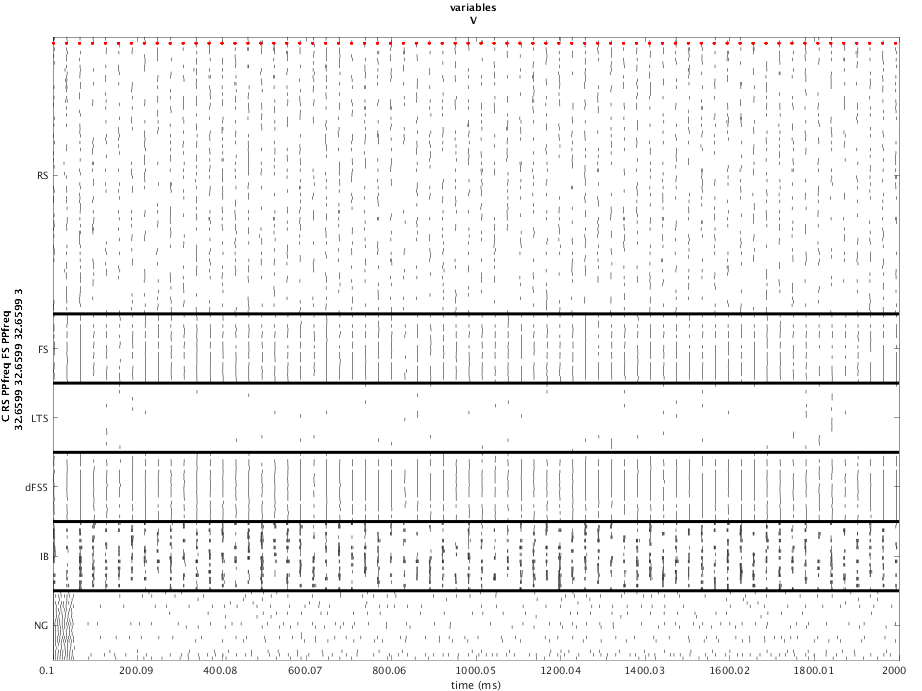 variables
V
C RS PPfreq FS PPfreq
32.6599 32.6599 32.6599 3
RS
FS
LTS
dFS5
IB
NG
0.1 200.09 400.08 600.07 800.06 1000.05 1200.04 1400.03 1600.02 1800.01 2000
time (ms)